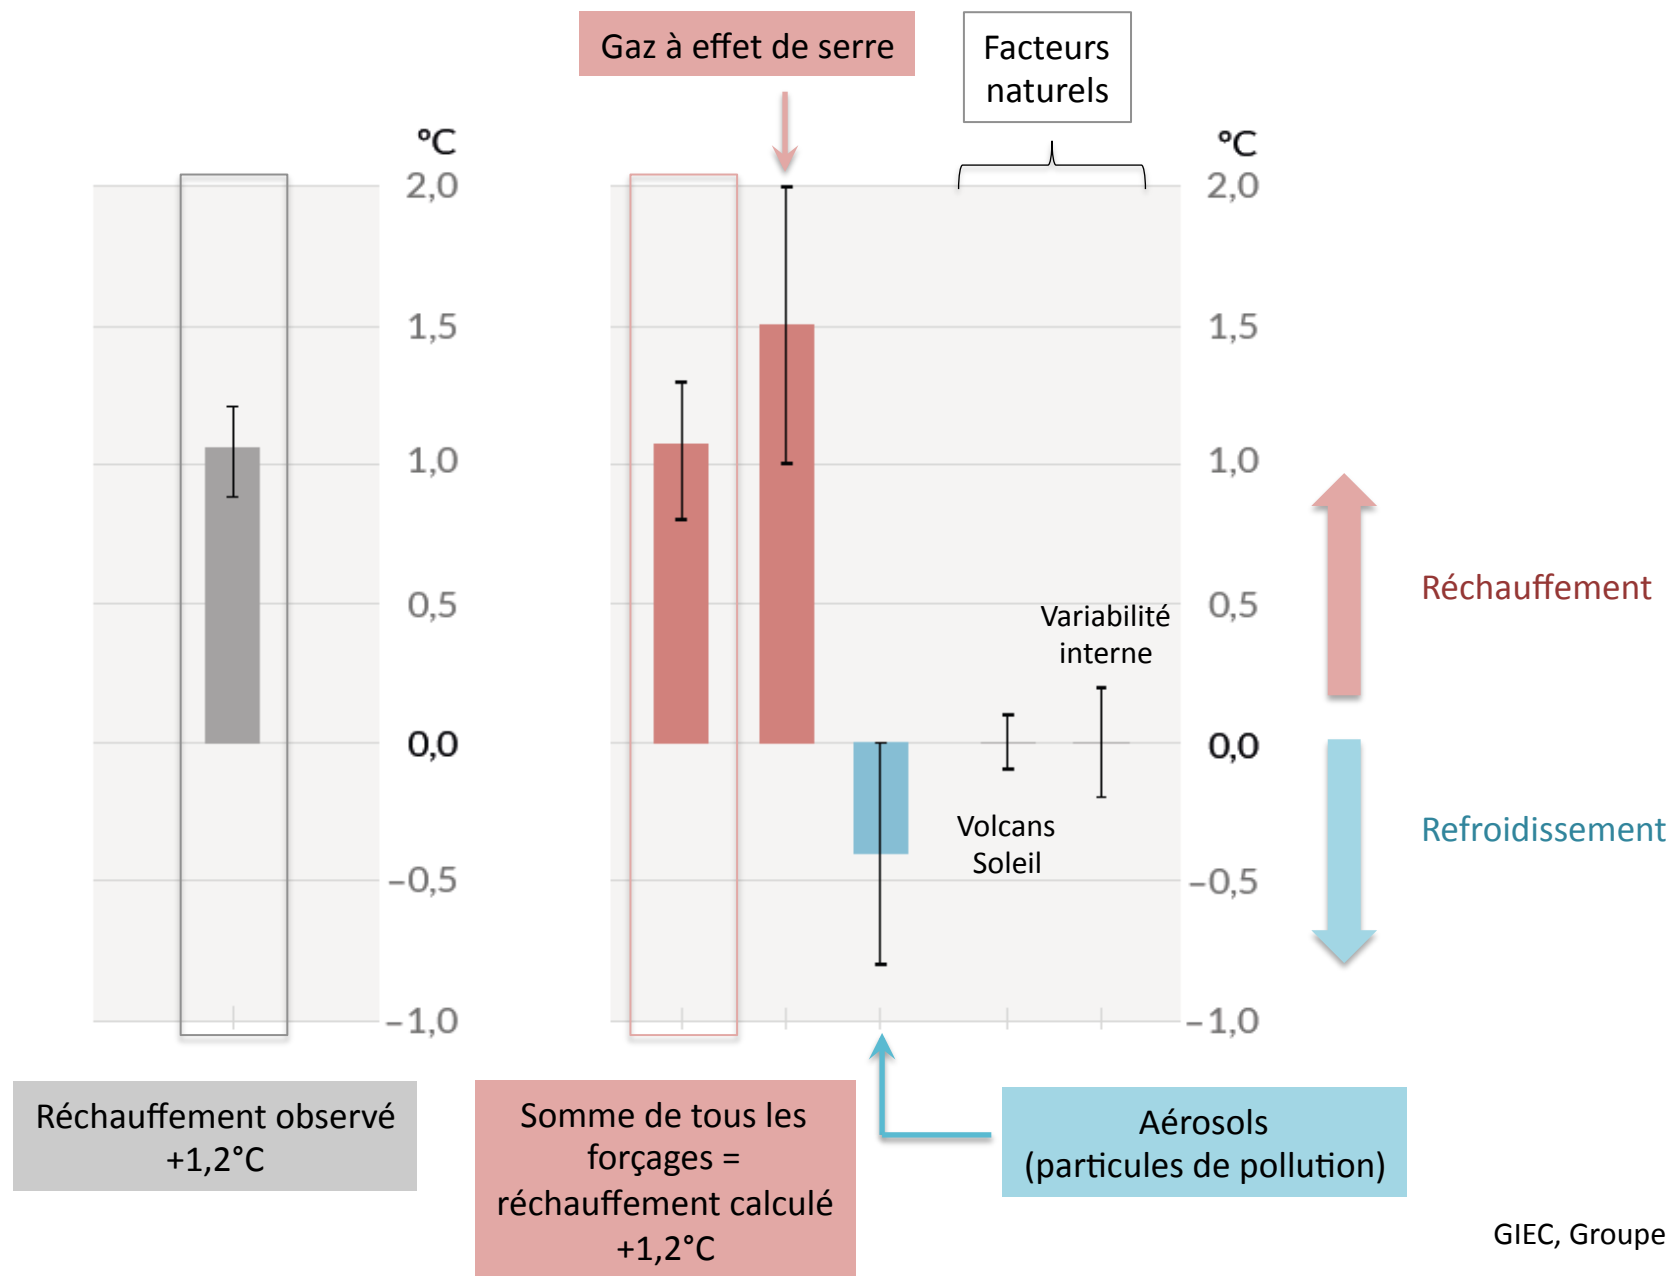 Gaz à effet de serre
Facteurs
naturels
°C
2,0
1,5
1,0
0,5
0,0
−0,5
−1,0
°C
2,0
1,5
1,0
0,5
0,0
−0,5
−1,0
Variabilité
interne
Volcans
Soleil
Réchauffement
Refroidissement
Réchauffement observé
+1,2°C
Somme de tous les
forçages =
réchauffement calculé
+1,2°C
Aérosols
(particules de pollution)
GIEC, Groupe